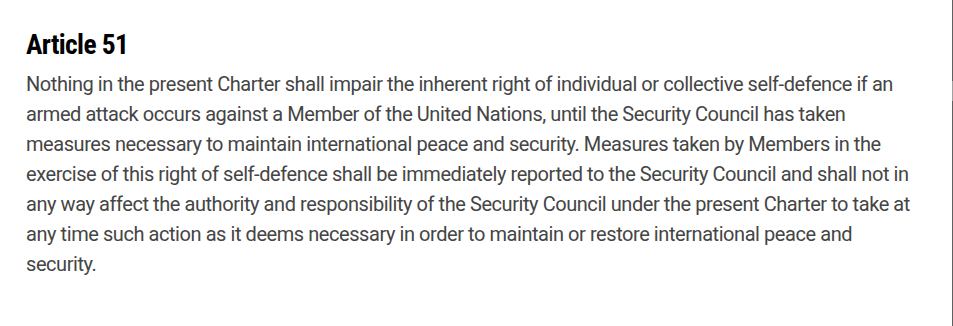 Article 51
Nothing in the present Charter shall impair the inherent right of individual or collective self-defence if an
armed attack occurs against a Member of the United Nations, until the Security Council has taken
measures necessary to maintain international peace and security. Measures taken by Members in the
exercise of this right of self-defence shall be immediately reported to the Security Council and shall not in
any way affect the authority and responsibility of the Security Council under the present Charter to take at
any time such action as it deems necessary in order to maintain or restore international peace and
security.